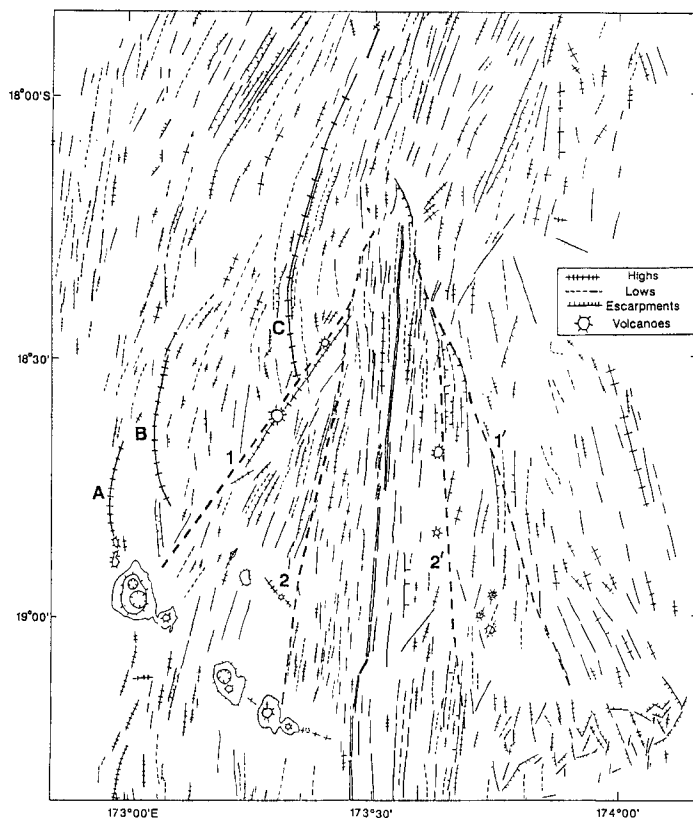 18°00'S
Highs
Lows
Escarpments
Volcanoes
C
18°30'
B
1
1'
A
2
2'
19°00'
173°00'E
173°30'
174°00'